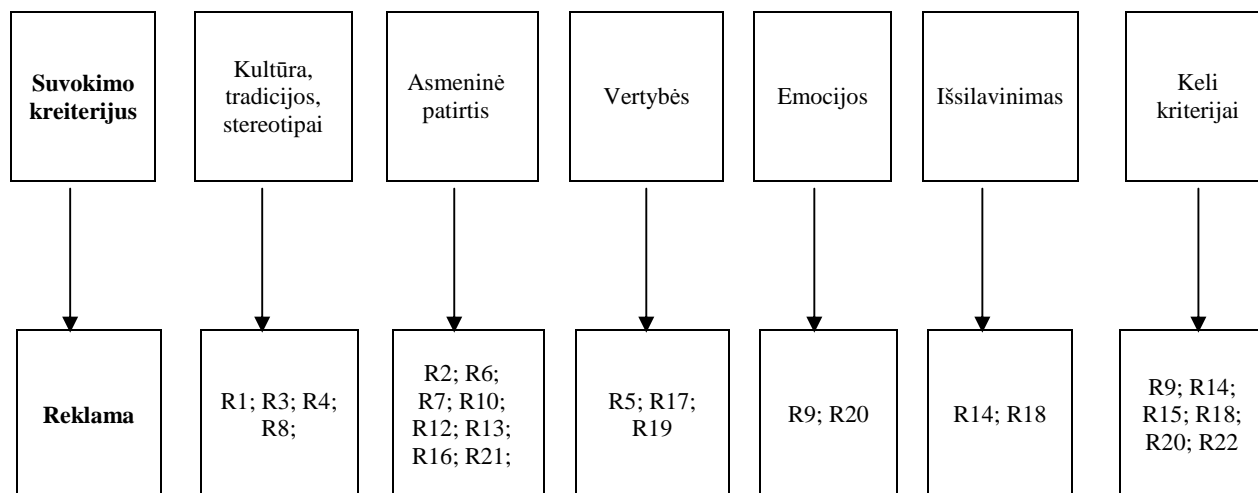 Suvokimo
kreiterijus
Kultūra,
tradicijos,
stereotipai
Asmeninė
patirtis
Vertybės
Emocijos
Išsilavinimas
Keli
kriterijai
Reklama
R1; R3; R4;
R8;
R2; R6;
R7; R10;
R12; R13;
R16; R21;
R5; R17;
R19
R9; R20
R14; R18
R9; R14;
R15; R18;
R20; R22